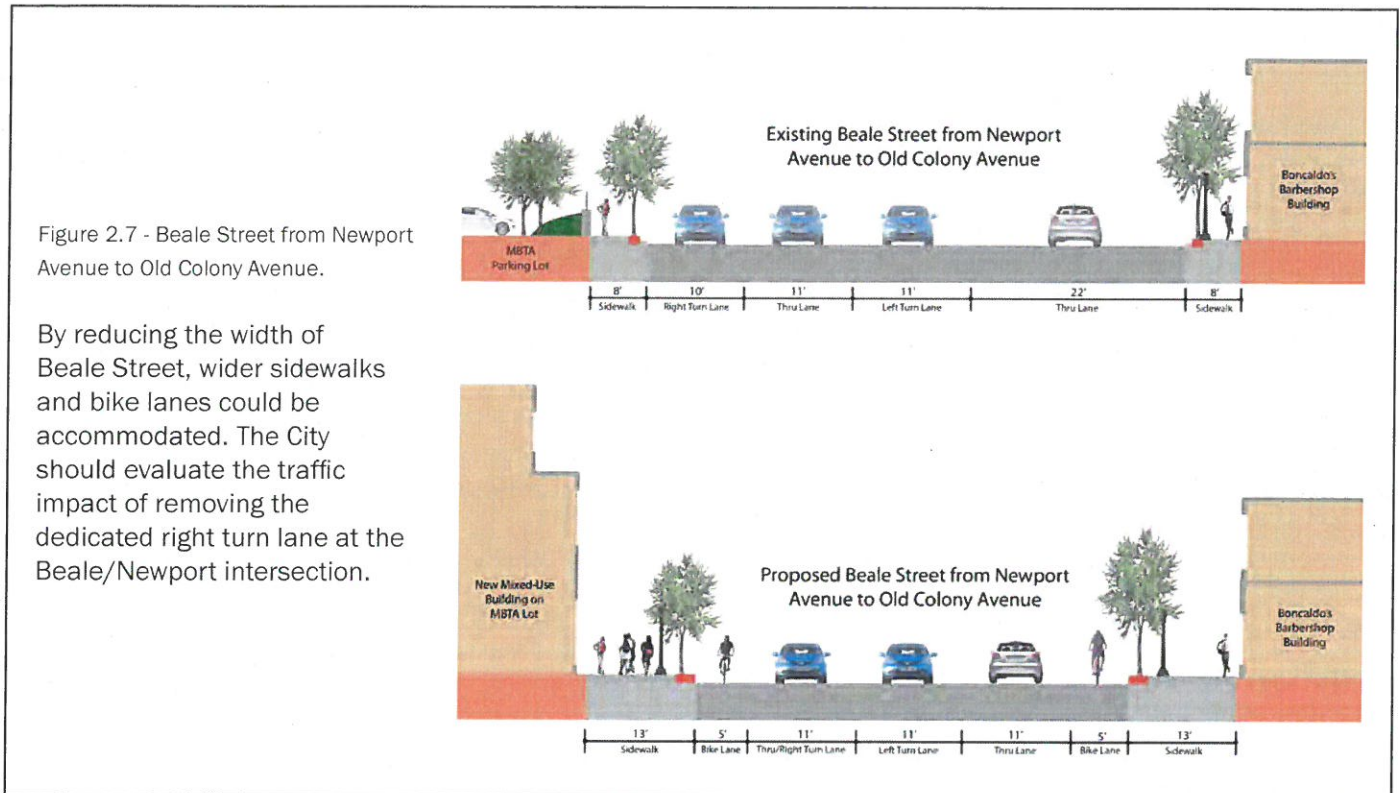 Figure 2.7 - Beale Street from Newport
Avenue to Old Colony Avenue.
By reducing the width of
Beale Street, wider sidewalks
and bike lanes could be
accommodated. The City
should evaluate the traffic
impact of removing the
dedicated right turn lane at the
Beale/Newport intersection.
Existing Beale Street from Newport
Avenue to Old Colony Avenue
MBTA
Parking Lot
Boncaldo's
Barbershop
Building
8' 10' 11' 11' 22' 8'
Sidewalk Right Turn Lane Thru Lane Left Turn Lane Thru Lane Sidewalk
Proposed Beale Street from Newport
Avenue to Old Colony Avenue
New Mixed-Use
Building on
MBTA Lot
Boncaldo's
Barbershop
Building
13' 5' 11' 11' 11' 5' 13'
Sidewalk Bike Lane Thru/Right Turn Lane Left Turn Lane Thru Lane Bike Lane Sidewalk